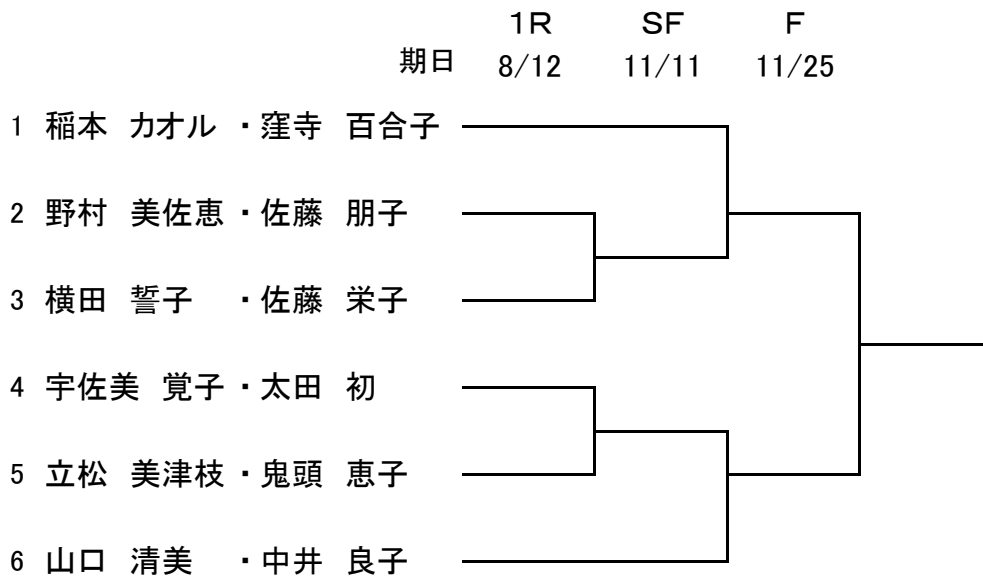 1R SF F
期日 8/12 11/11 11/25
1 稲本 カオル ・窪寺 百合子
2 野村 美佐恵 ・佐藤 朋子
3 横田 誓子 ・佐藤 栄子
4 宇佐美 覚子 ・太田 初
5 立松 美津枝 ・鬼頭 恵子
6 山口 清美 ・中井 良子